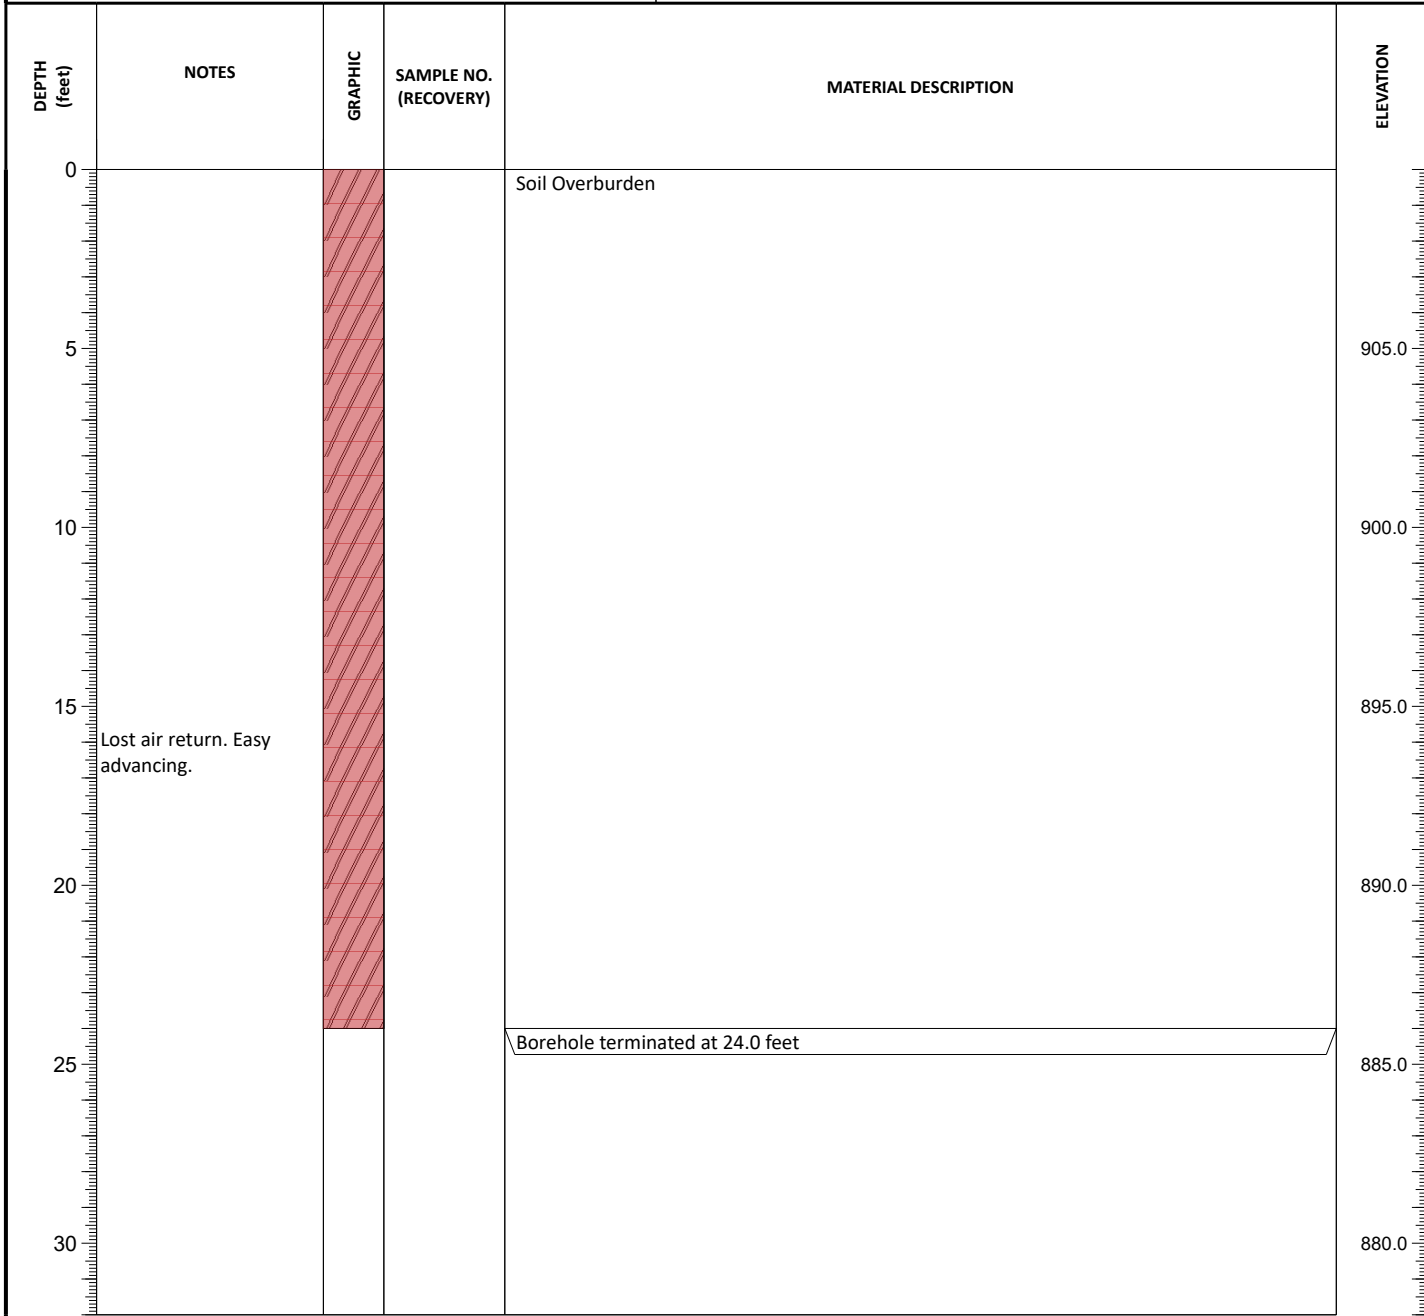 DEPTH
(feet)
NOTES
GRAPHIC
SAMPLE NO.
(RECOVERY)
MATERIAL DESCRIPTION
ELEVATION
0
Soil Overburden
5
905.0
10
900.0
15
895.0
Lost air return. Easy
advancing.
20
890.0
Borehole terminated at 24.0 feet
25
885.0
30
880.0